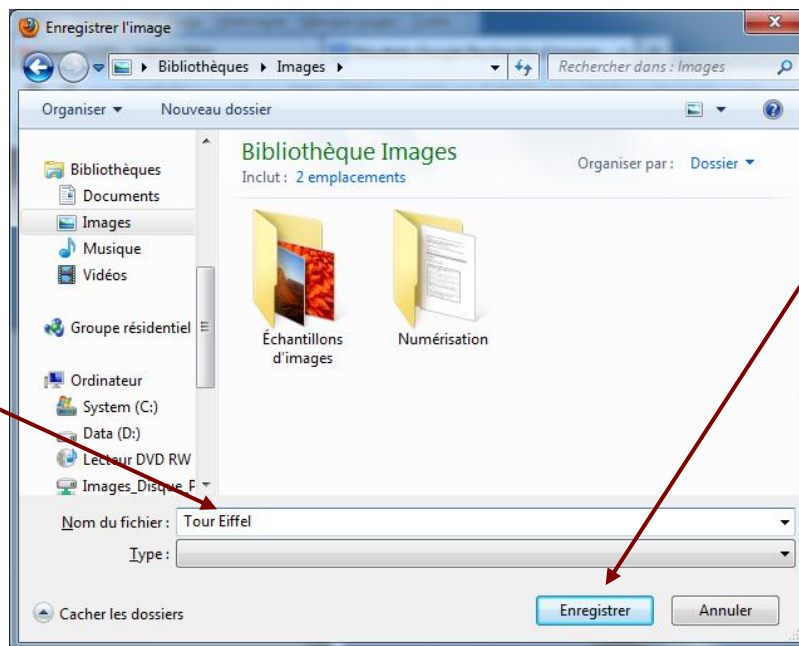 Enregistrer l'image
Bibliothèques Images
Rechercher dans : Images
Organiser Nouveau dossier
Bibliothèques
Documents
Images
Musique
Vidéos
Groupe résidentiel
Ordinateur
System (C:)
Data (D:)
Lecteur DVD RW
Images_Disque_P
Bibliothèque Images
Inclut : 2 emplacements
Organiser par : Dossier
Échantillons
d'images
Numérisation
Nom du fichier : Tour Eiffel
Type :
Cacher les dossiers
Enregistrer
Annuler